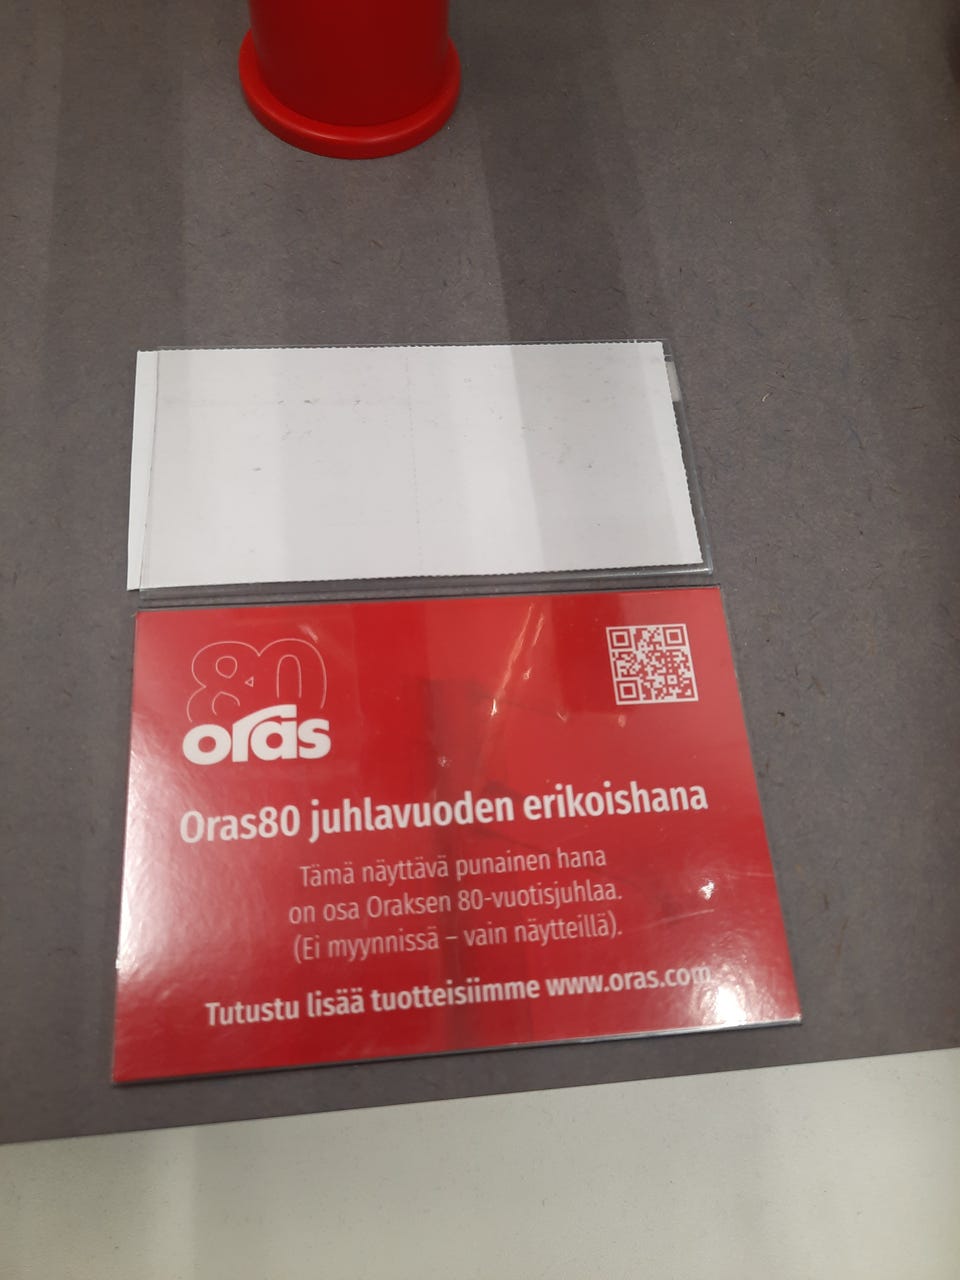 80
oras
Oras80 juhlavuoden erikoishana
Tämä näyttävä punainen hana
on osa Oraksen 80-vuotisjuhlaa.
(Ei myynnissä – vain näytteillä).
Tutustu lisää tuotteisiimme www.oras.com